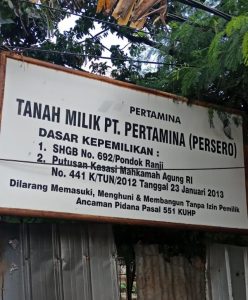 PERTAMINA
TANAH MILIK PT. PERTAMINA (PERSERO)
DASAR KEPEMILIKAN :
1. SHGB No. 692/Pondok Ranji
2. Putusan Kasasi Mahkamah Agung RI
No. 441 K/TUN/2012 Tanggal 23 Januari 2013
Dilarang Memasuki, Menghuni & Membangun Tanpa Izin Pemilik
Ancaman Pidana Pasal 551 KUHP